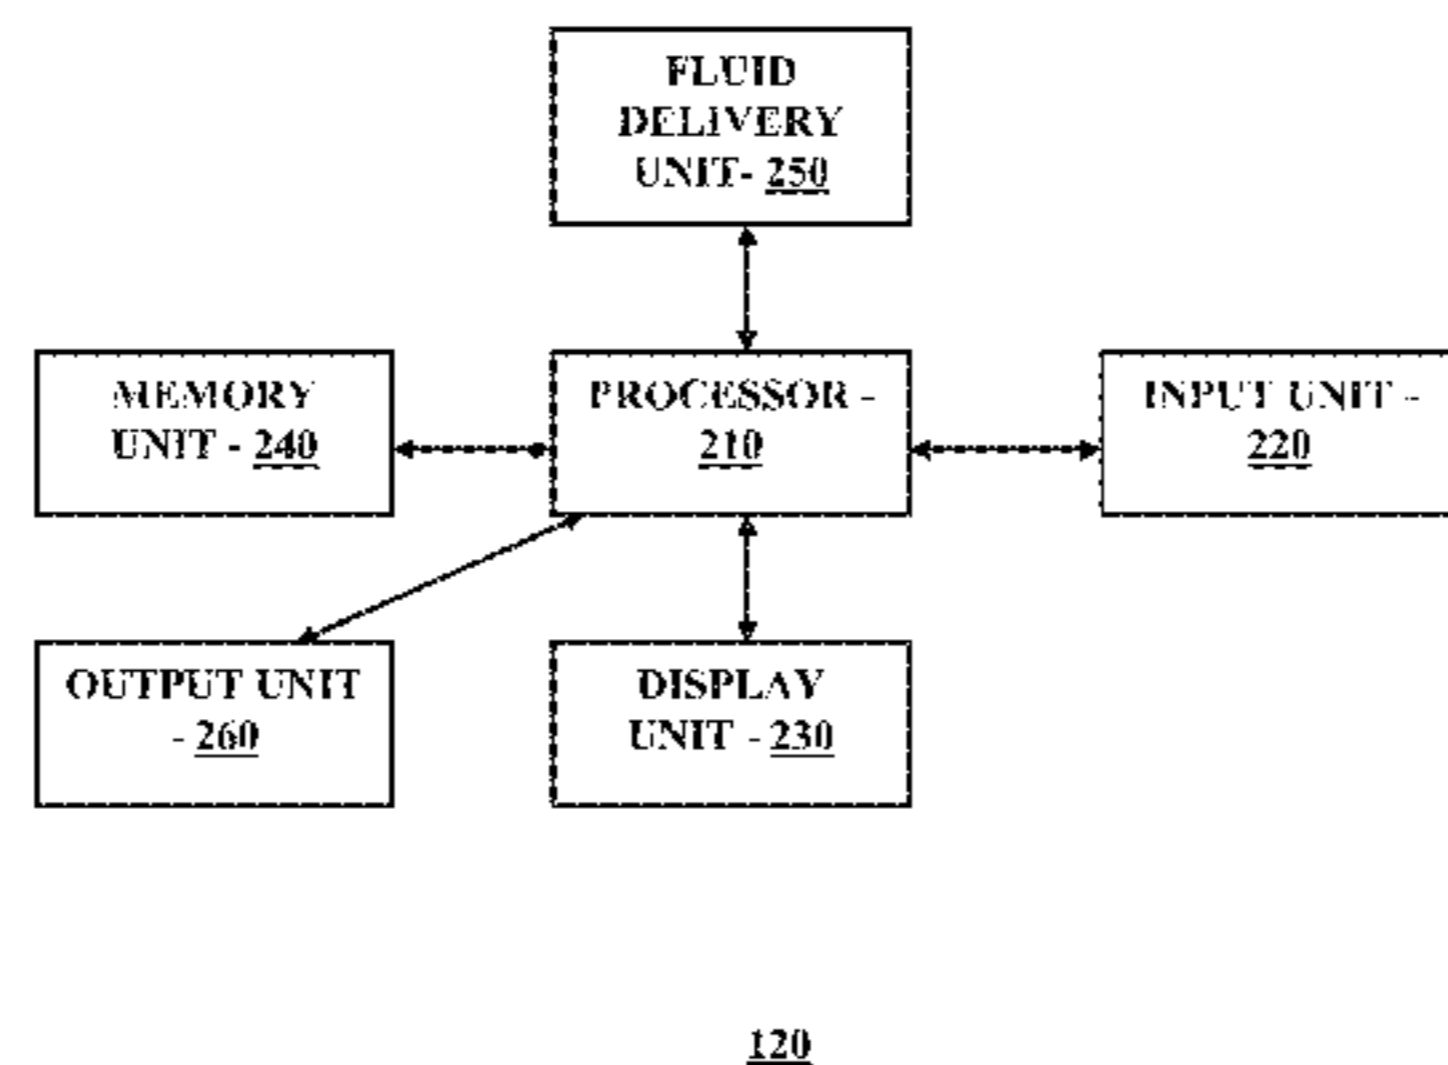 FLUID
DELIVERY
UNIT- 250
MEMORY
UNIT - 240
PROCESSOR -
210
INPUT UNIT -
220
OUTPUT UNIT
- 260
DISPLAY
UNIT - 230
120